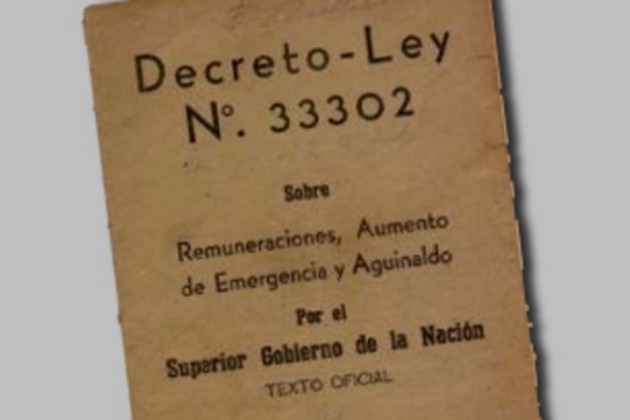 Decreto-Ley
Nº. 33302
Sobre
Remuneraciones, Aumento
de Emergencia y Aguinaldo
Por el
Superior Gobierno de la Nación
TEXTO OFICIAL